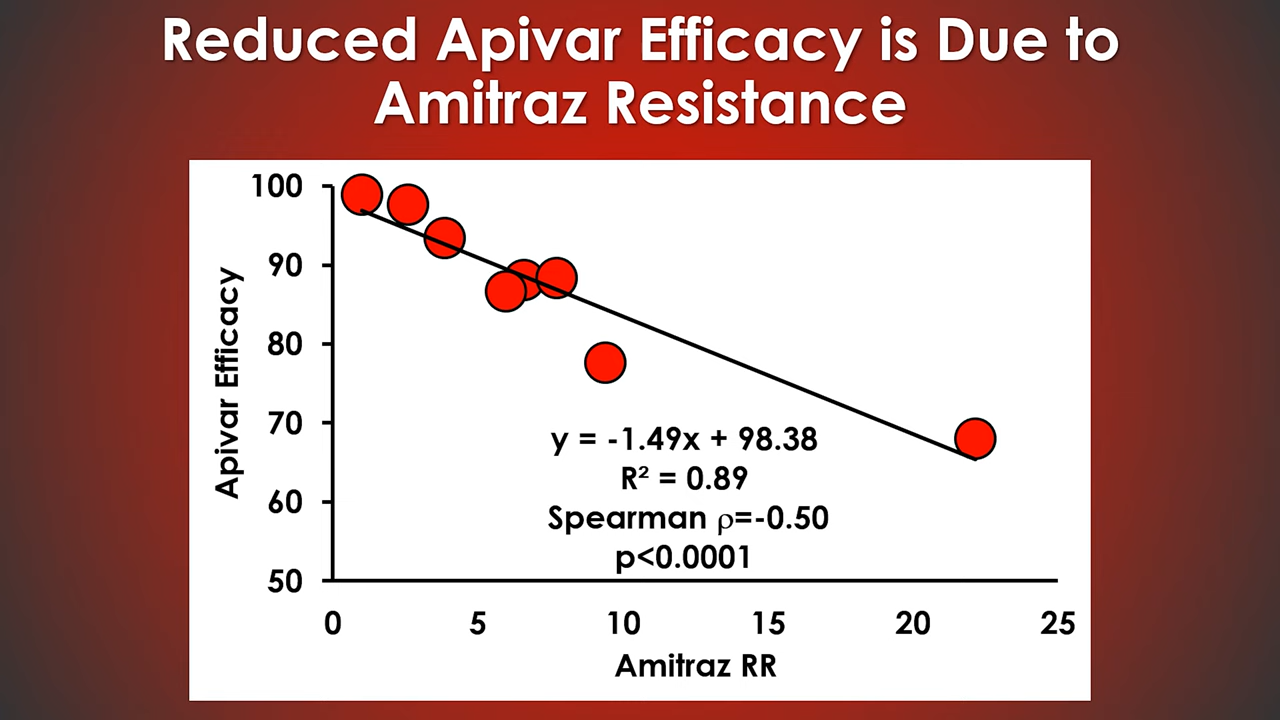 Reduced Apivar Efficacy is Due to
Amitraz Resistance
100
90
80
70
60
50
Apivar Efficacy
y = -1.49x + 98.38
R² = 0.89
Spearman ρ=-0.50
p<0.0001
0 5 10 15 20 25
Amitraz RR